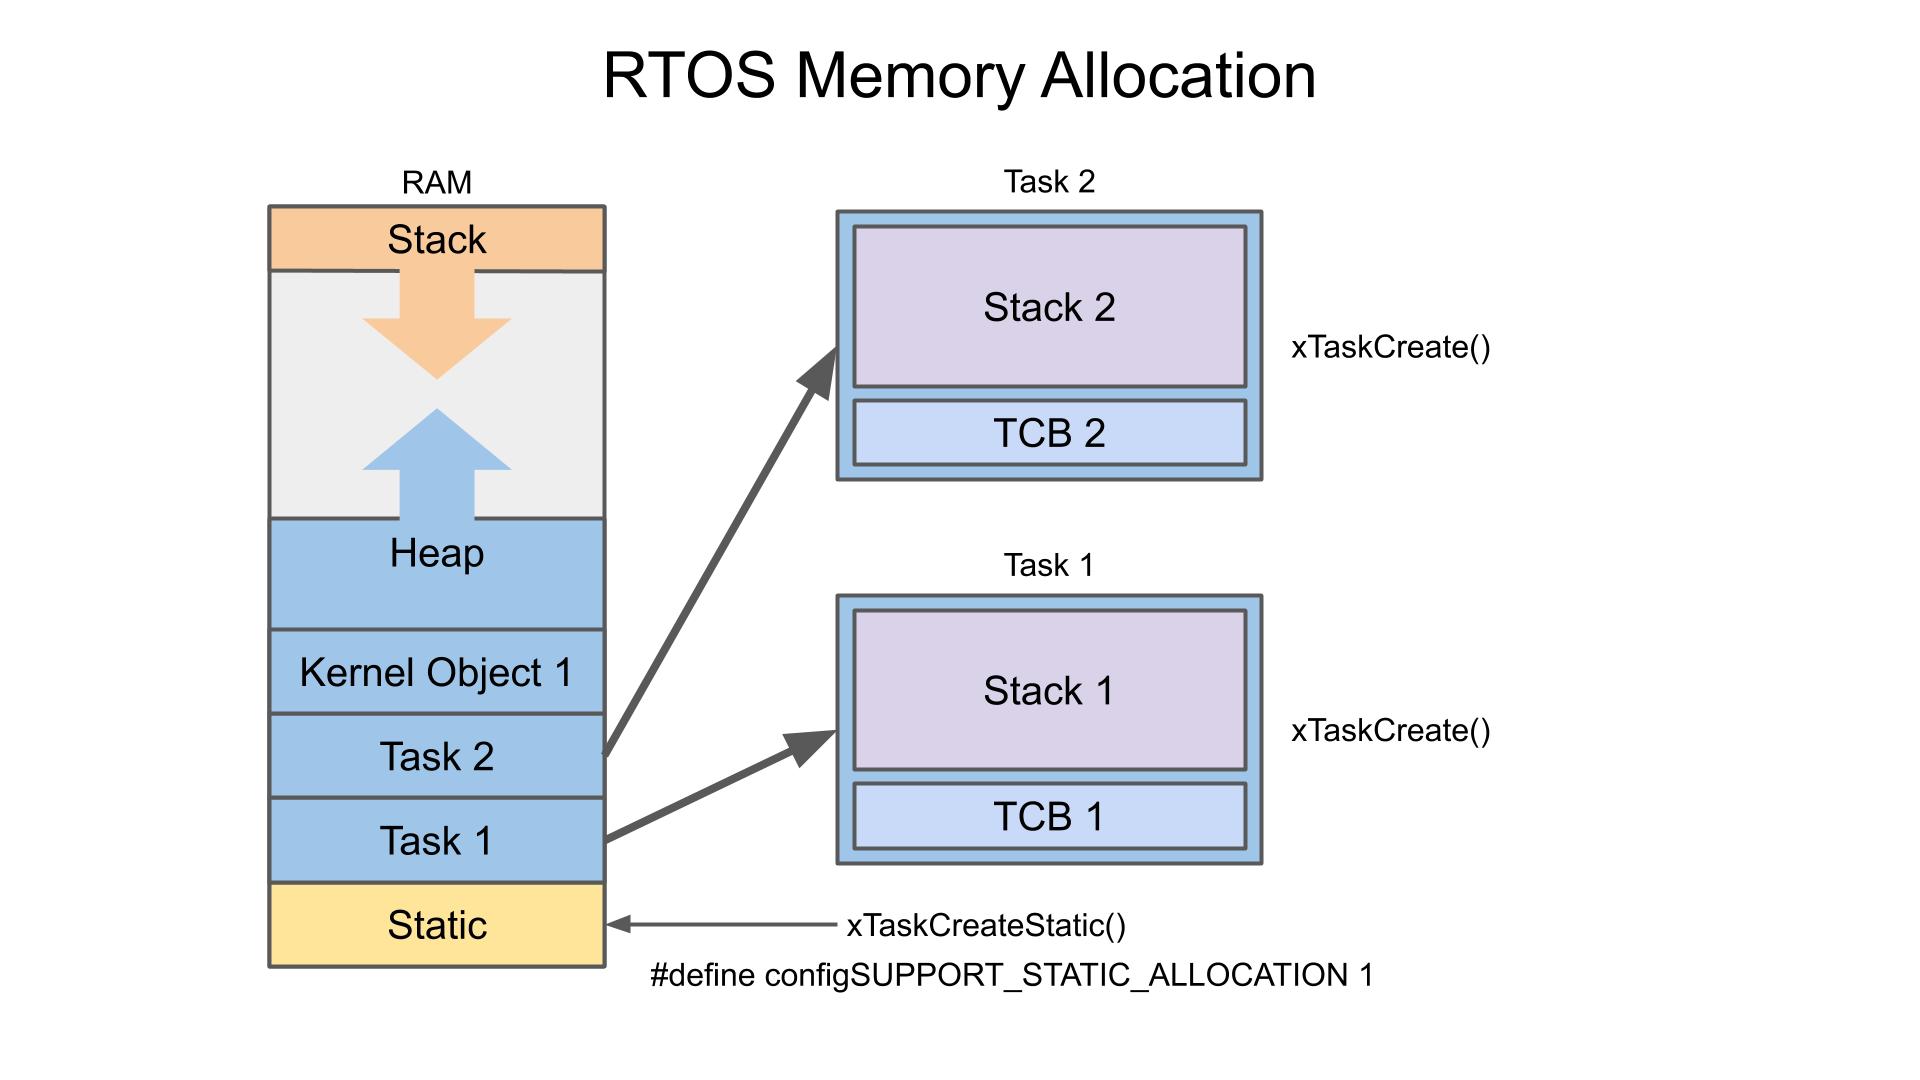 RTOS Memory Allocation
RAM
Stack
Heap
Kernel Object 1
Task 2
Task 1
Static
Task 2
Stack 2
TCB 2
xTaskCreate()
Task 1
Stack 1
TCB 1
xTaskCreate()
xTaskCreateStatic()
#define configSUPPORT_STATIC_ALLOCATION 1